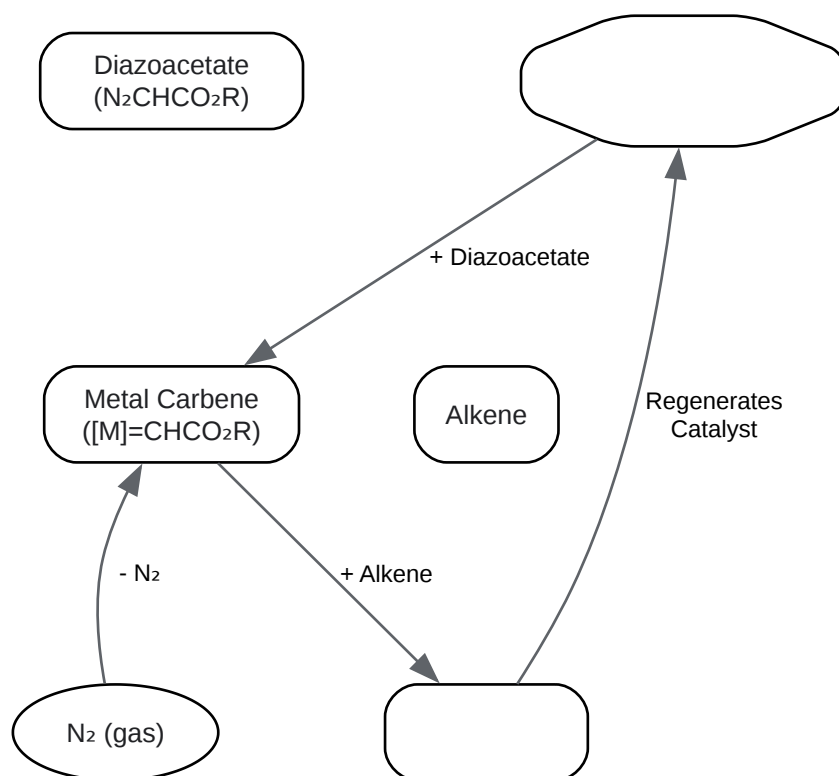 Diazoacetate
(N₂CHCO₂R)
+ Diazoacetate
Metal Carbene
([M]=CHCO₂R)
Alkene
Regenerates
Catalyst
- N₂
+ Alkene
N₂ (gas)